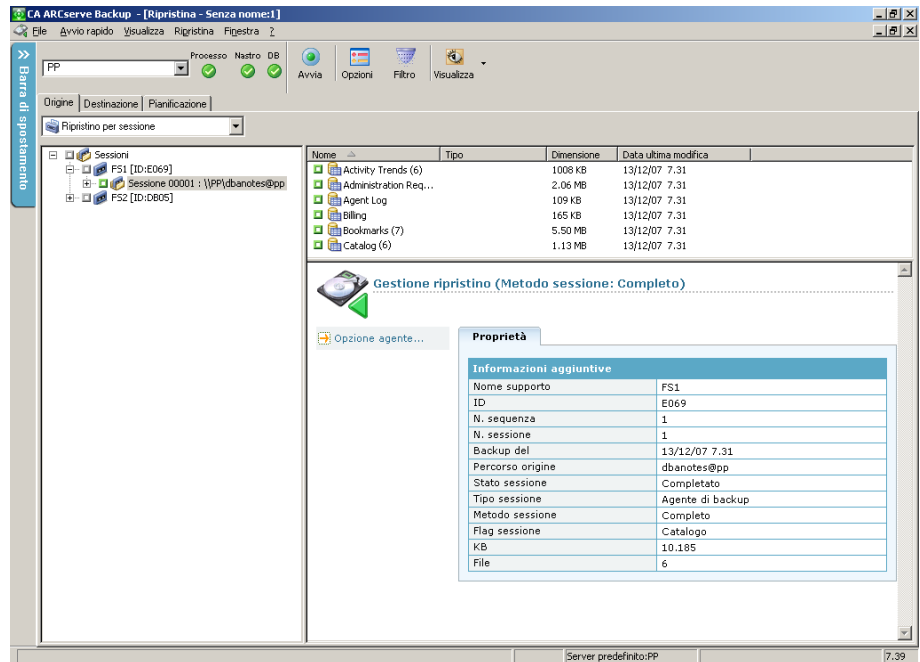 CA ARCserve Backup - [Ripristina - Senza nome:1]
File Avvio rapido Visualizza Ripristina Finestra ?
Barra di spostamento
PP
Processo Nastro DB
Avvia Opzioni Filtro Visualizza
Origine Destinazione Pianificazione
Ripristino per sessione
Sessioni
FS1 [ID:E069]
Sessione 00001 : \\PP\dbanotes@pp
FS2 [ID:DB05]
Nome Tipo Dimensione Data ultima modifica
Activity Trends (6) 1008 KB 13/12/07 7.31
Administration Req... 2.06 MB 13/12/07 7.31
Agent Log 109 KB 13/12/07 7.31
Billing 165 KB 13/12/07 7.31
Bookmarks (7) 5.50 MB 13/12/07 7.31
Catalog (6) 1.13 MB 13/12/07 7.31
Gestione ripristino (Metodo sessione: Completo)
Opzione agente...
Proprietà
Informazioni aggiuntive
Nome supporto FS1
ID E069
N. sequenza 1
N. sessione 1
Backup del 13/12/07 7.31
Percorso origine dbanotes@pp
Stato sessione Completato
Tipo sessione Agente di backup
Metodo sessione Completo
Flag sessione Catalogo
KB 10.185
File 6
Server predefinito:PP 7.39